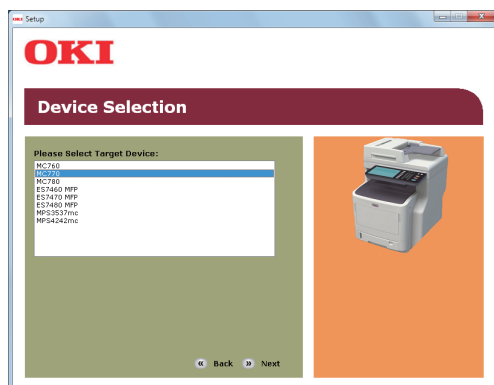 OKI Setup
OKI
Device Selection
Please Select Target Device:
MC760
MC770
MC780
ES7460 MFP
ES7470 MFP
ES7480 MFP
MPS3537mc
MPS4242mc
« Back » Next